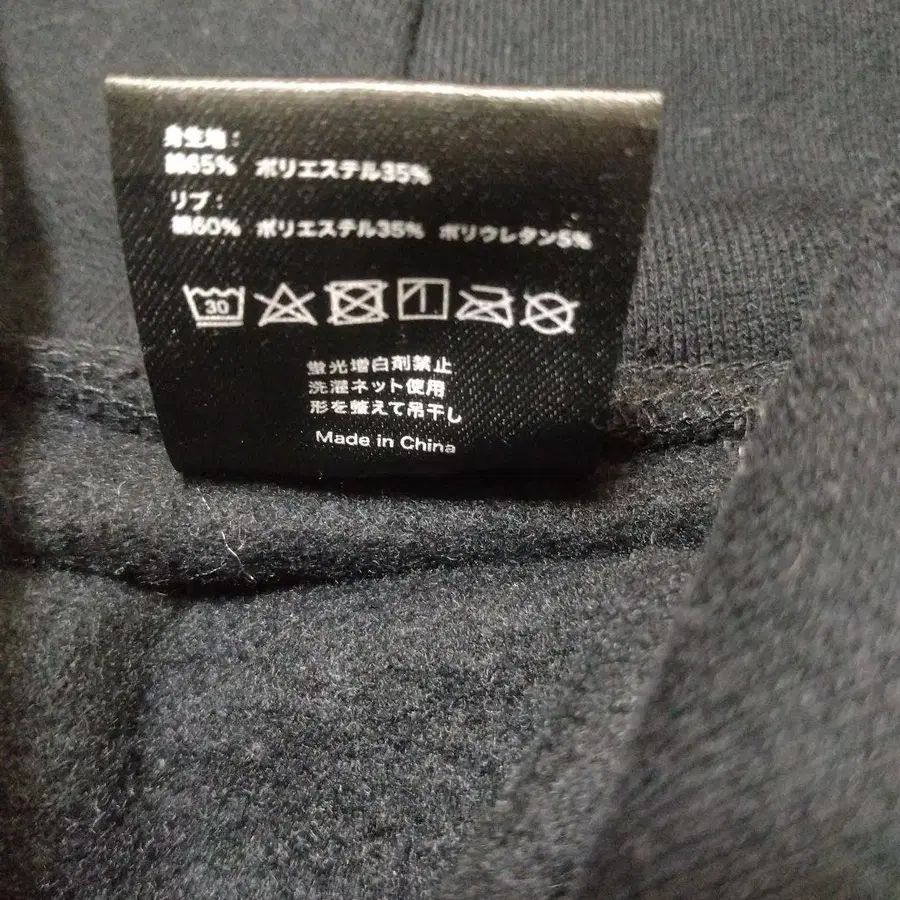 身生地:
綿65% ポリエステル35%
リブ:
綿60% ポリエステル35% ポリウレタン5%
30
蛍光増白剤禁止
洗濯ネット使用
形を整えて吊干し
Made in China